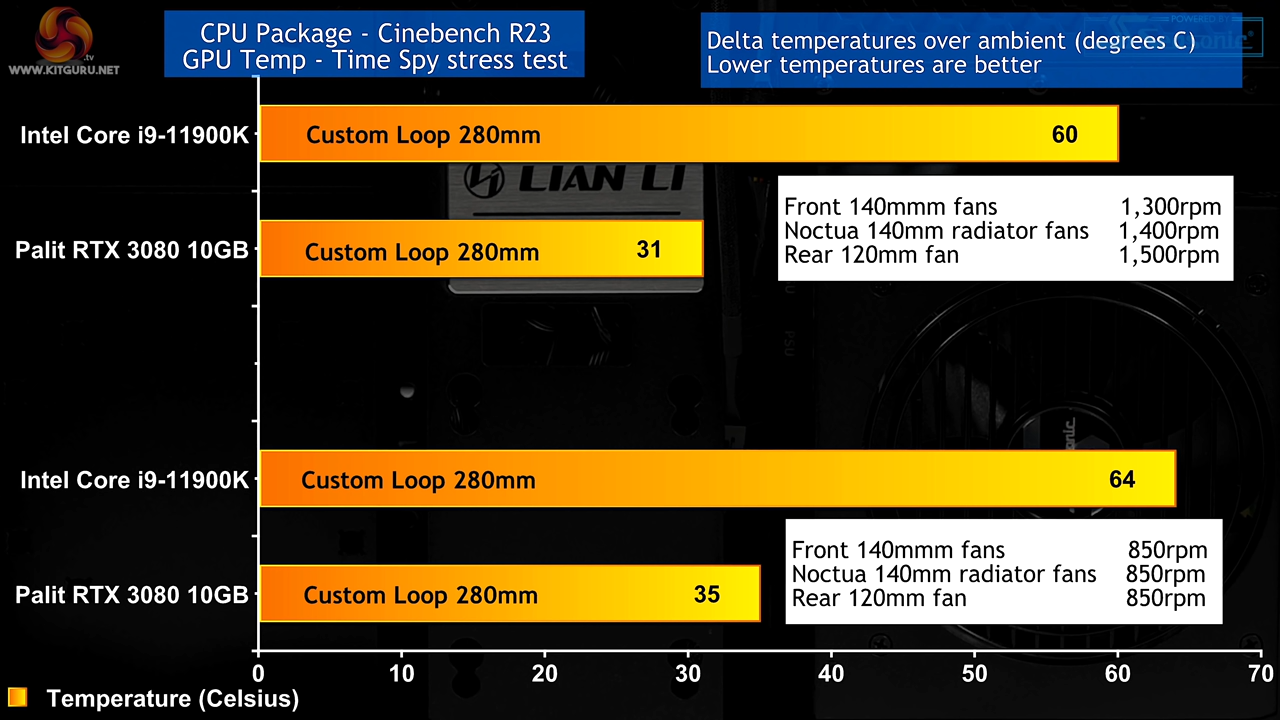 CPU Package - Cinebench R23
GPU Temp - Time Spy stress test
Delta temperatures over ambient (degrees C)
Lower temperatures are better
POWERED BY
.tv
WWW.KITGURU.NET
Intel Core i9-11900K
Custom Loop 280mm
60
LIAN LI
Front 140mmm fans 1,300rpm
Noctua 140mm radiator fans 1,400rpm
Rear 120mm fan 1,500rpm
Palit RTX 3080 10GB
Custom Loop 280mm
31
PSU
Intel Core i9-11900K
Custom Loop 280mm
64
Front 140mmm fans 850rpm
Noctua 140mm radiator fans 850rpm
Rear 120mm fan 850rpm
Palit RTX 3080 10GB
Custom Loop 280mm
35
0 10 20 30 40 50 60 70
Temperature (Celsius)